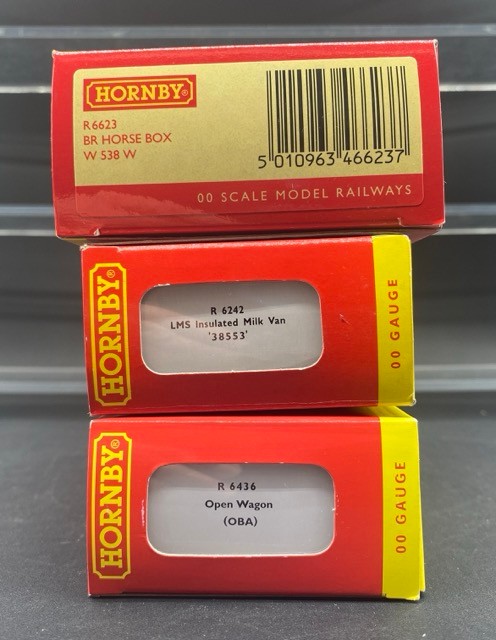 HORNBY®
R6623
BR HORSE BOX
W 538 W
5 010963 466237
00 SCALE MODEL RAILWAYS
HORNBY®
R 6242
LMS Insulated Milk Van
'38553'
00 GAUGE
HORNBY®
R 6436
Open Wagon
(OBA)
00 GAUGE